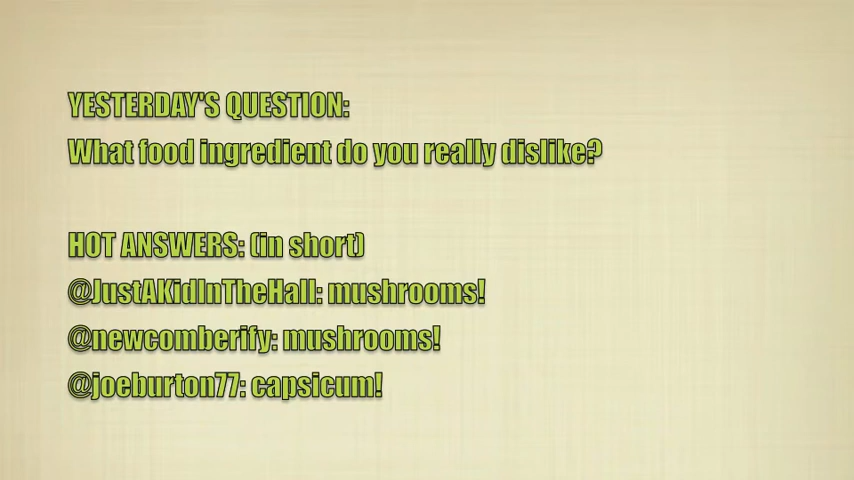 YESTERDAY'S QUESTION:
What food ingredient do you really dislike?
HOT ANSWERS: (in short)
@JustAKidInTheHall: mushrooms!
@newcomberify: mushrooms!
@joeburton77: capsicum!